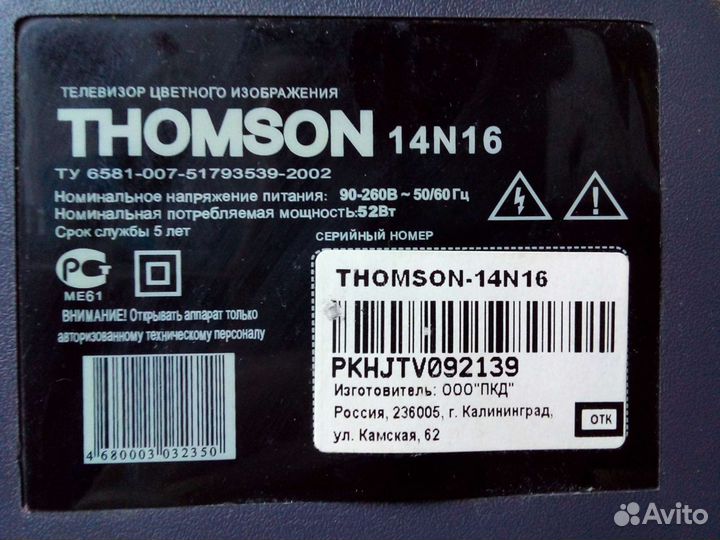 ТЕЛЕВИЗОР ЦВЕТНОГО ИЗОБРАЖЕНИЯ
THOMSON 14N16
ТУ 6581-007-51793539-2002
Номинальное напряжение питания: 90-260В ~ 50/60 Гц
Номинальная потребляемая мощность:52Вт
Срок службы 5 лет
СЕРИЙНЫЙ НОМЕР
РСТ
МЕ61
ВНИМАНИЕ! Открывать аппарат только
авторизованному техническому персоналу
4 680003 032350
THOMSON-14N16
PKHJTV092139
Изготовитель: ООО"ПКД"
Россия, 236005, г. Калининград,
ул. Камская, 62
ОТК
Avito